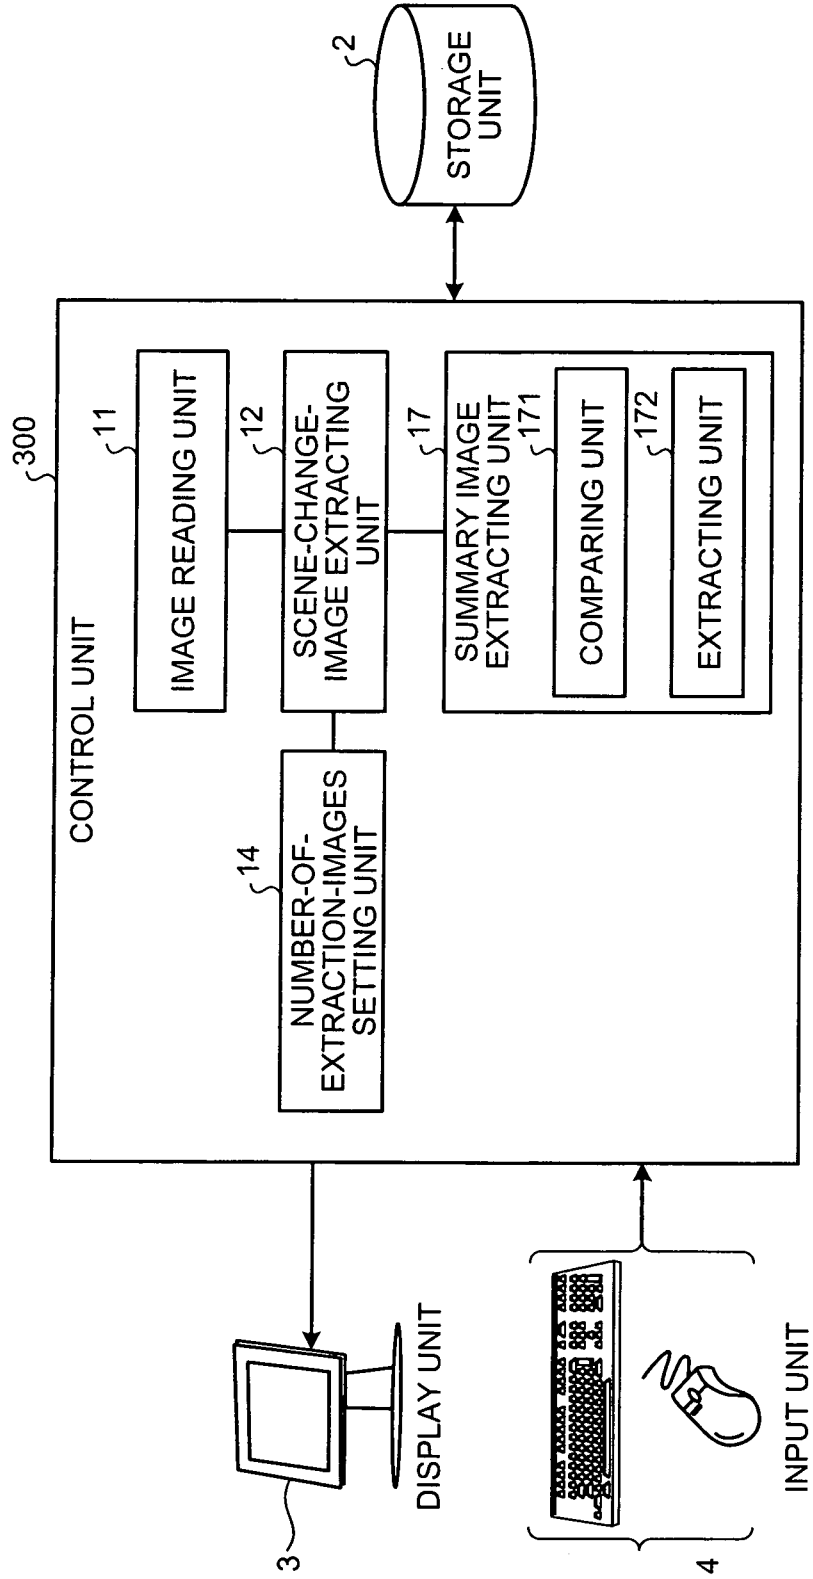 300
CONTROL UNIT
11
IMAGE READING UNIT
14
NUMBER-OF-
EXTRACTION-IMAGES
SETTING UNIT
12
SCENE-CHANGE-
IMAGE EXTRACTING
UNIT
17
SUMMARY IMAGE
EXTRACTING UNIT
171
COMPARING UNIT
172
EXTRACTING UNIT
2
STORAGE
UNIT
3
DISPLAY UNIT
4
INPUT UNIT